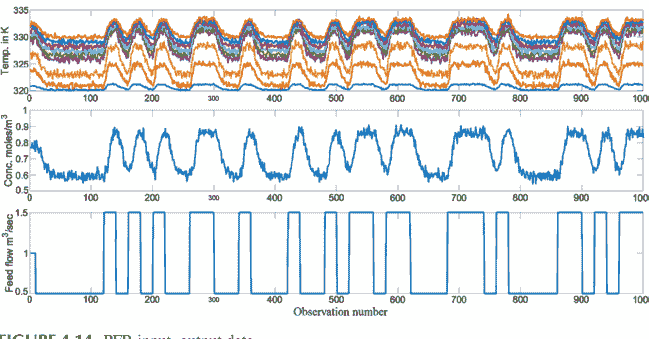 335
330
325
320
Temp. in K
0 100 200 300 400 500 600 700 800 900 1000
1
0.9
0.8
0.7
0.6
0.5
Conc. moles/m³
0 100 200 300 400 500 600 700 800 900 1000
1.5
1
0.5
Feed flow m³/sec
0 100 200 300 400 500 600 700 800 900 1000
Observation number